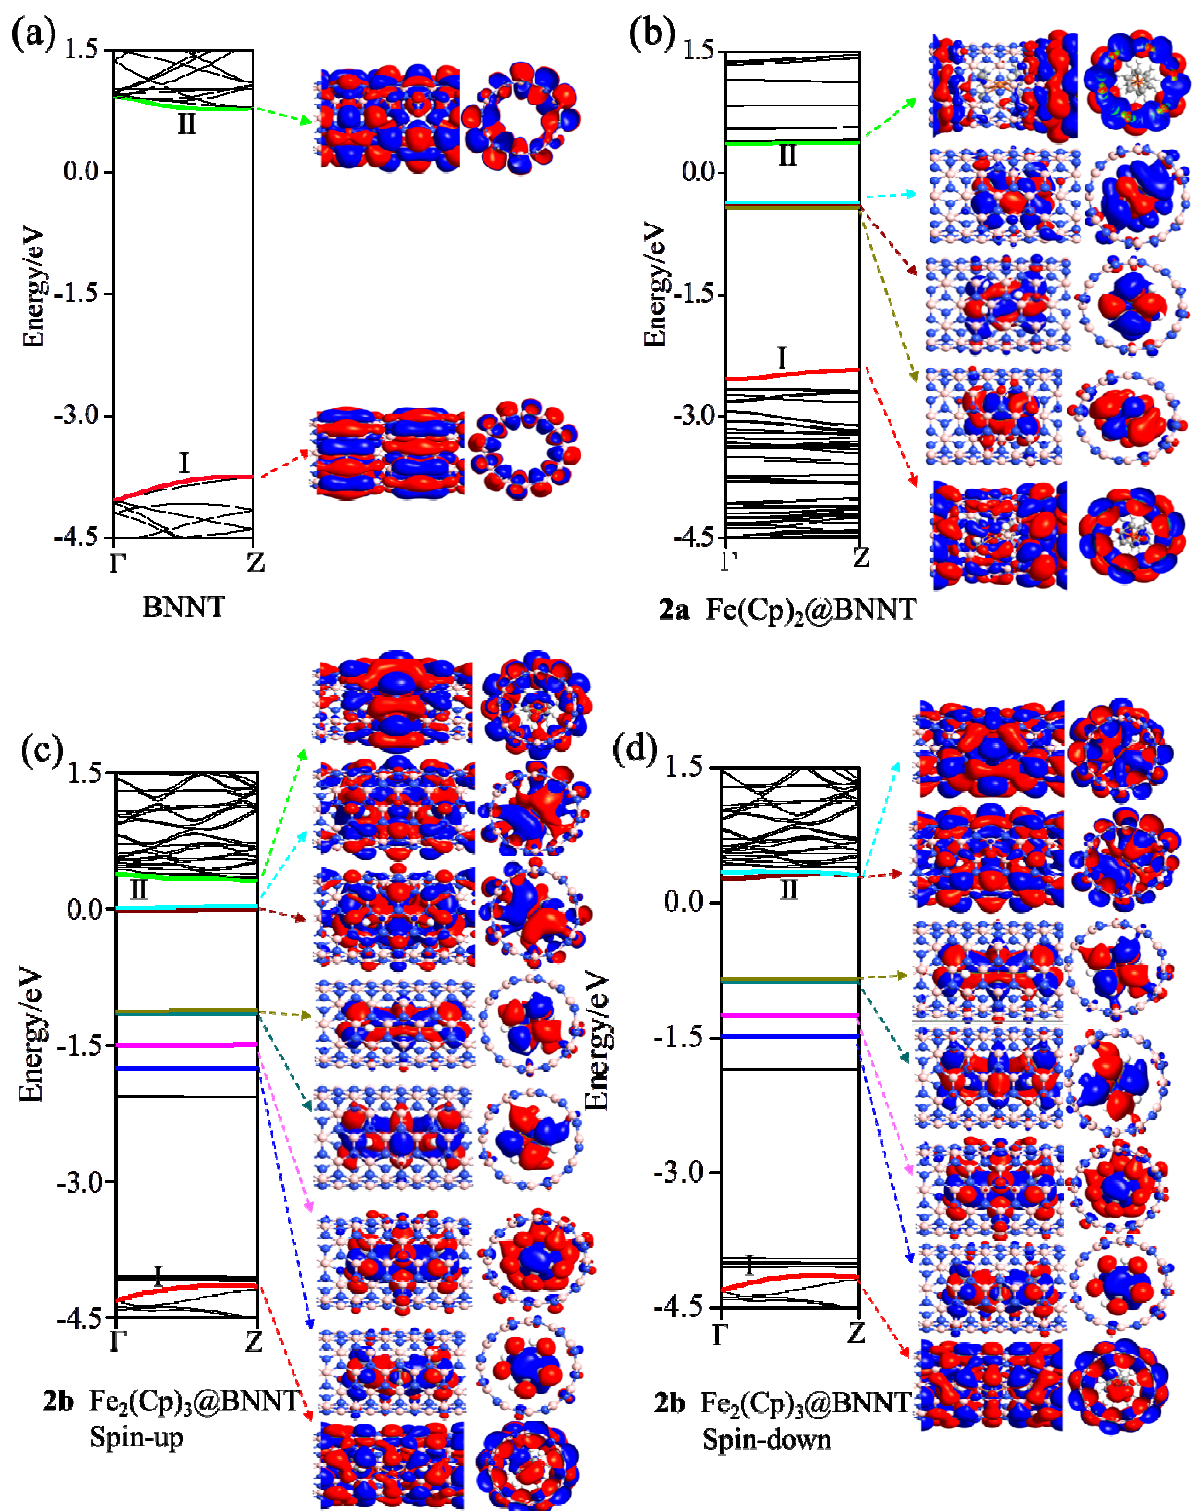 (a)
1.5
II
0.0
Energy/eV
-1.5
-3.0
I
-4.5
Γ Z
BNNT
(b)
1.5
II
0.0
Energy/eV
-1.5
I
-3.0
-4.5
Γ Z
2a Fe(Cp)₂@BNNT
(c)
1.5
II
0.0
Energy/eV
-1.5
-3.0
I
-4.5
Γ Z
2b Fe₂(Cp)₃@BNNT
Spin-up
(d)
1.5
II
0.0
Energy/eV
-1.5
-3.0
I
-4.5
Γ Z
2b Fe₂(Cp)₃@BNNT
Spin-down